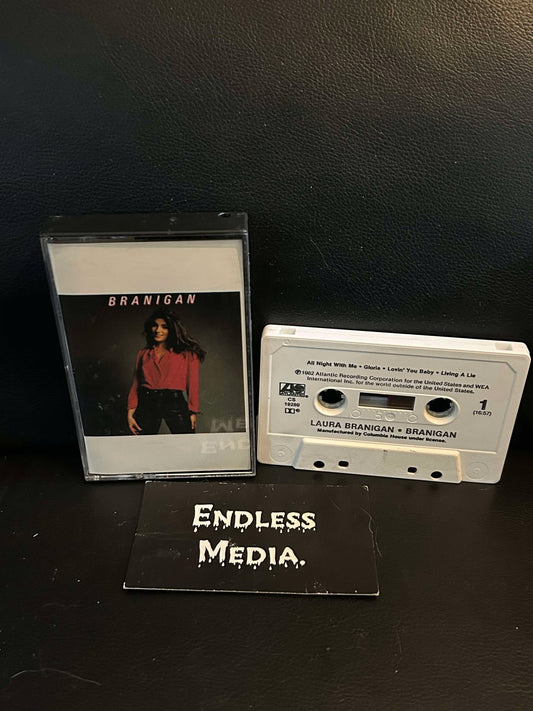 BRANIGAN
All Night With Me • Gloria • Lovin' You Baby • Living A Lie
℗1982 Atlantic Recording Corporation for the United States and WEA
International Inc. for the world outside of the United States.
CS
19289
1
(16:57)
LAURA BRANIGAN • BRANIGAN
Manufactured by Columbia House under license.
ENDLESS
MEDIA.